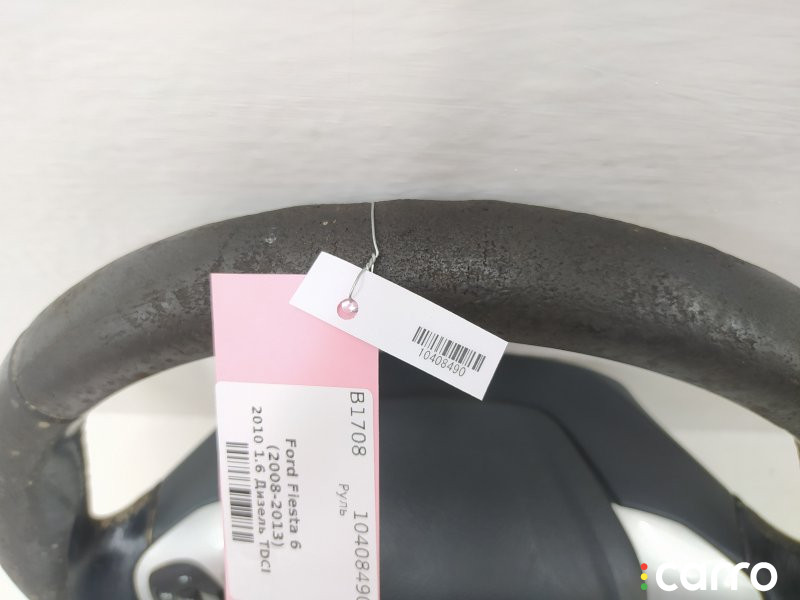 10408490
B1708
Руль
10408490
Ford Fiesta 6
(2008-2013)
2010 1.6 Дизель TDCI
carro